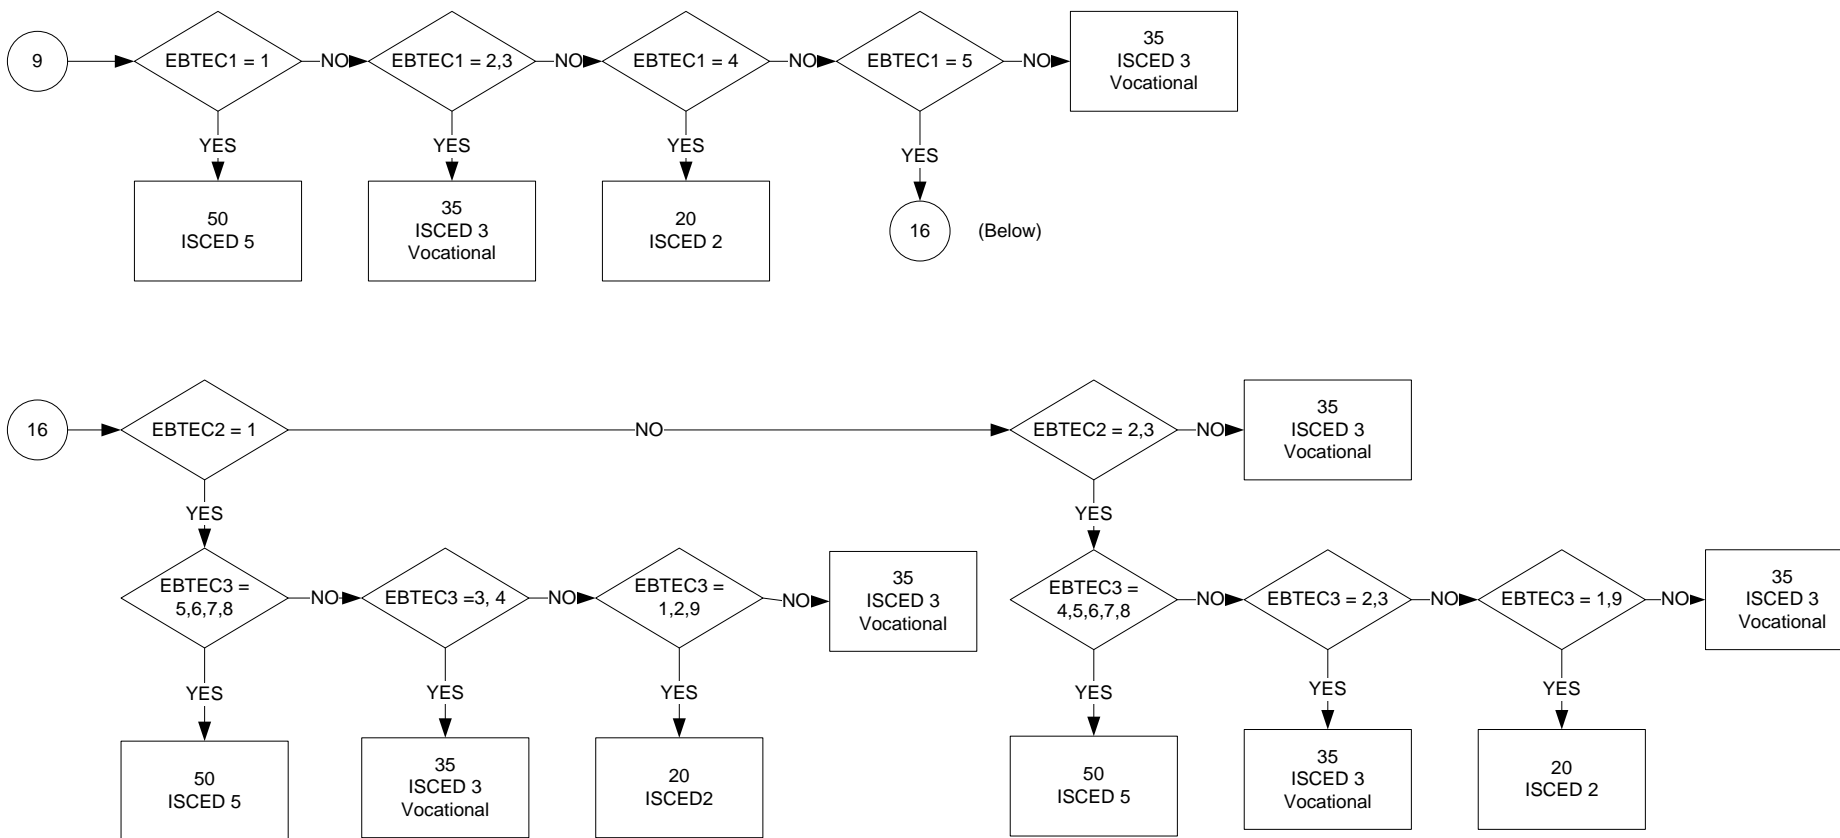 9
EBTEC1 = 1
NO
EBTEC1 = 2,3
NO
EBTEC1 = 4
NO
EBTEC1 = 5
NO
35
ISCED 3
Vocational
YES
YES
YES
YES
50
ISCED 5
35
ISCED 3
Vocational
20
ISCED 2
16
(Below)
16
EBTEC2 = 1
NO
EBTEC2 = 2,3
NO
35
ISCED 3
Vocational
YES
YES
EBTEC3 =
5,6,7,8
NO
EBTEC3 =3, 4
NO
EBTEC3 =
1,2,9
NO
35
ISCED 3
Vocational
EBTEC3 =
4,5,6,7,8
NO
EBTEC3 = 2,3
NO
EBTEC3 = 1,9
NO
35
ISCED 3
Vocational
YES
YES
YES
YES
YES
YES
50
ISCED 5
35
ISCED 3
Vocational
20
ISCED2
50
ISCED 5
35
ISCED 3
Vocational
20
ISCED 2